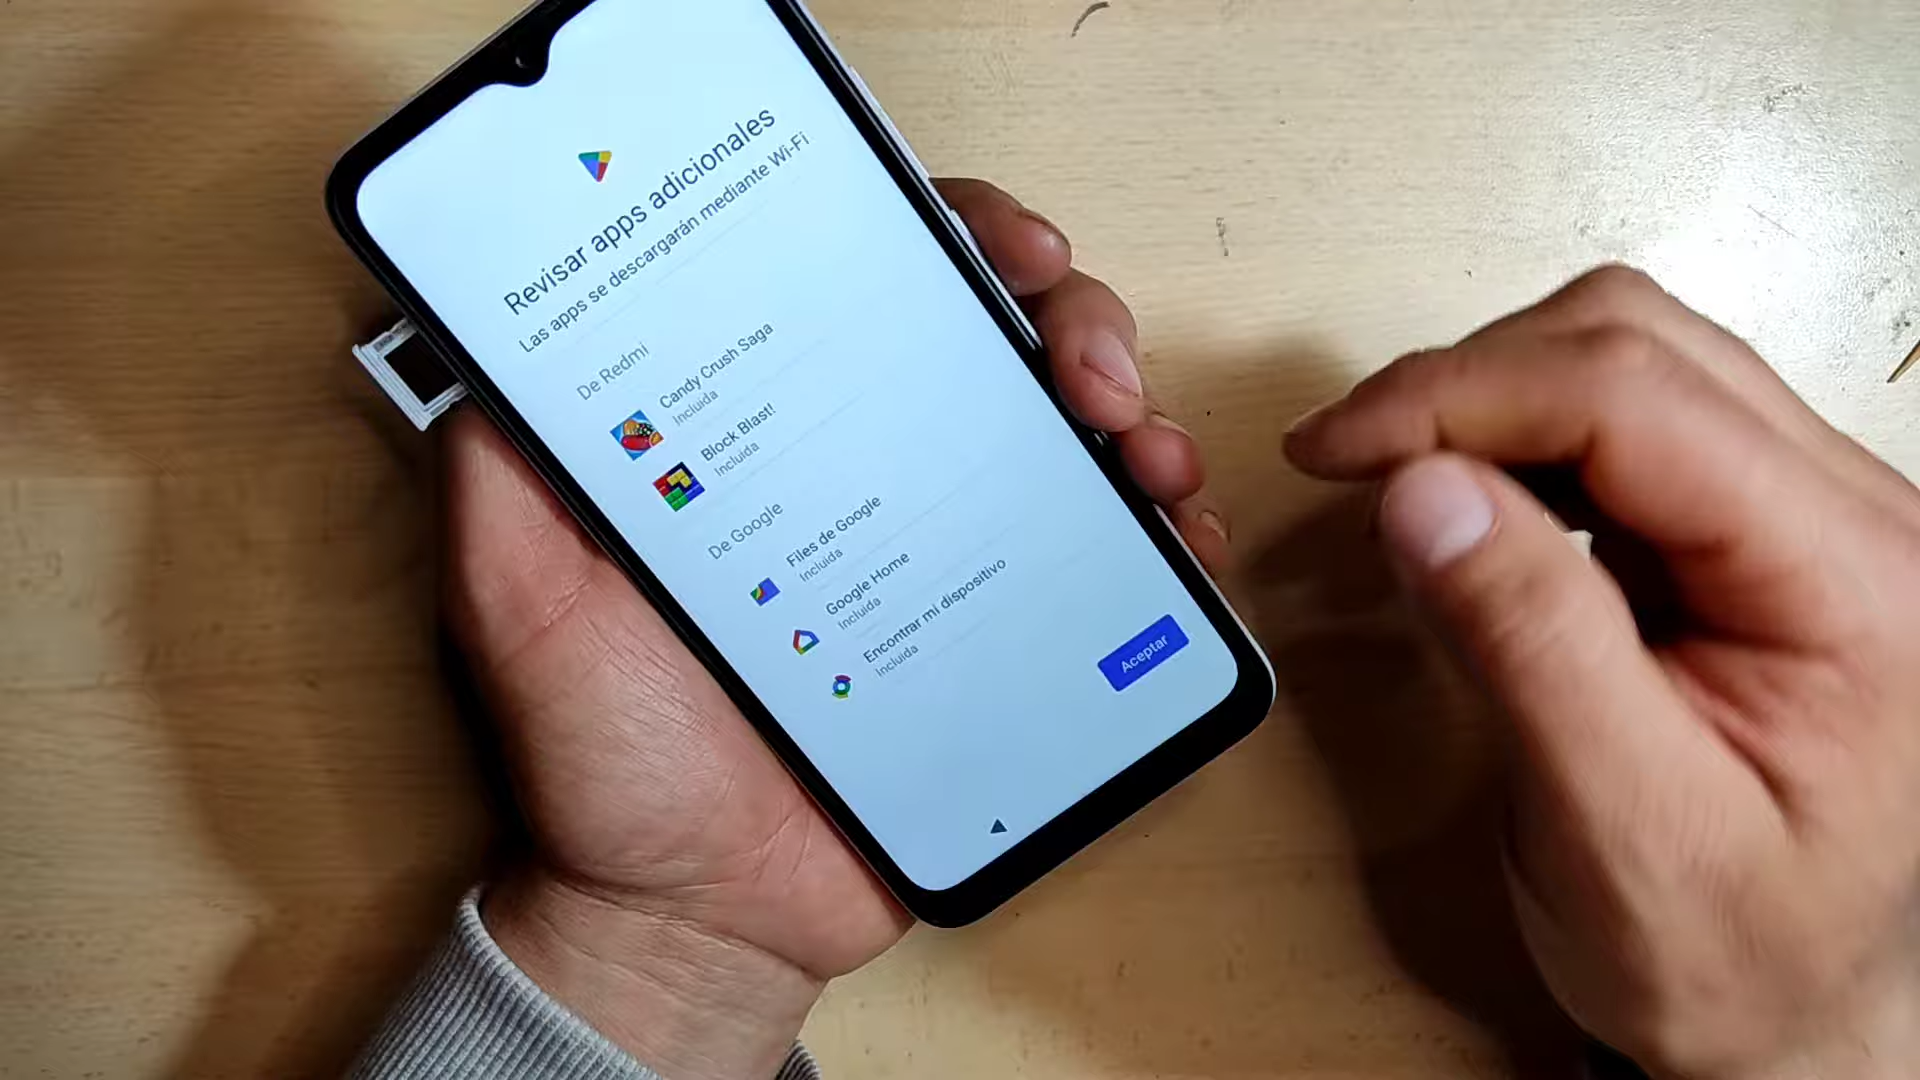 Revisar apps adicionales
Las apps se descargarán mediante Wi-Fi
De Redmi
Candy Crush Saga
Incluida
Block Blast!
Incluida
De Google
Files de Google
Incluida
Google Home
Incluida
Encontrar mi dispositivo
Incluida
Aceptar